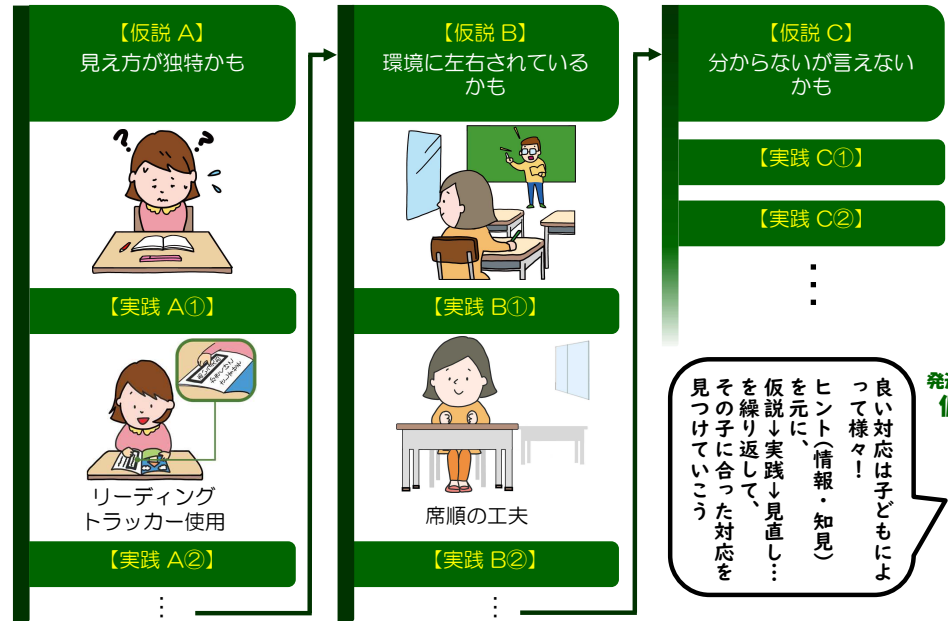 【仮説 A】
見え方が独特かも
【実践 A①】
リーディング
トラッカー使用
【実践 A②】
⋮
【仮説 B】
環境に左右されている
かも
【実践 B①】
席順の工夫
【実践 B②】
⋮
【仮説 C】
分からないが言えない
かも
【実践 C①】
【実践 C②】
⋮
良い対応は子どもによ
って様々！
ヒント（情報・知見）
を元に、
仮説→実践→見直し…
を繰り返して、
その子に合った対応を
見つけていこう